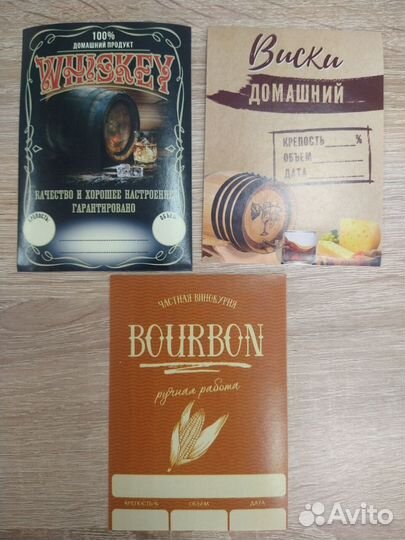 100%
ДОМАШНИЙ ПРОДУКТ
WHISKEY
КАЧЕСТВО И ХОРОШЕЕ НАСТРОЕНИЕ
ГАРАНТИРОВАНО
КРЕПОСТЬ
ОБЪЕМ
Виски
ДОМАШНИЙ
КРЕПОСТЬ %
ОБЪЕМ
ДАТА
ЧАСТНАЯ ВИНОКУРНЯ
BOURBON
ручная работа
КРЕПОСТЬ % ОБЪЕМ ДАТА
Avito